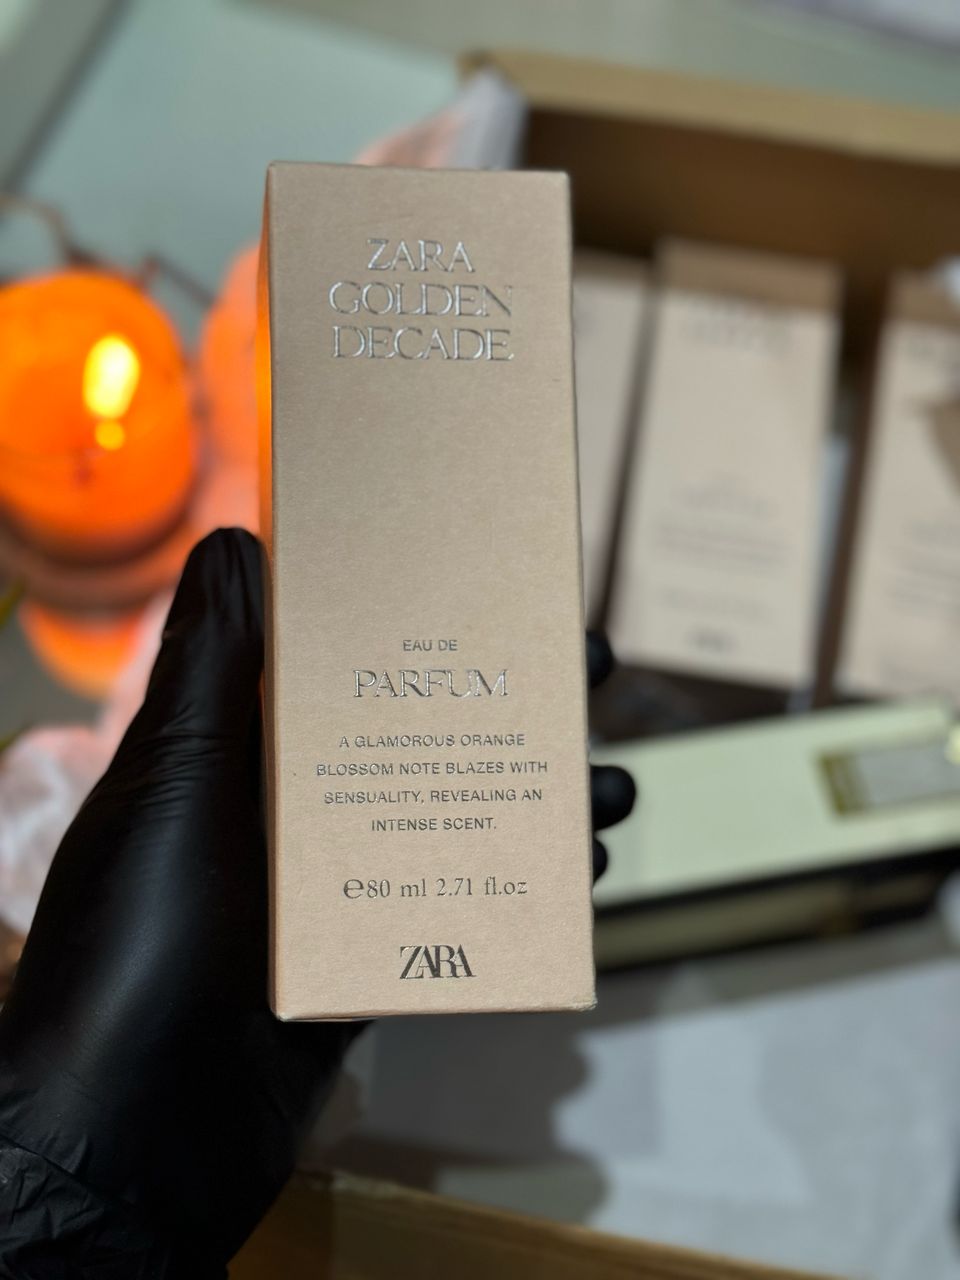 ZARA
GOLDEN
DECADE
EAU DE
PARFUM
A GLAMOROUS ORANGE
BLOSSOM NOTE BLAZES WITH
SENSUALITY, REVEALING AN
INTENSE SCENT.
℮80 ml 2.71 fl.oz
ZARA